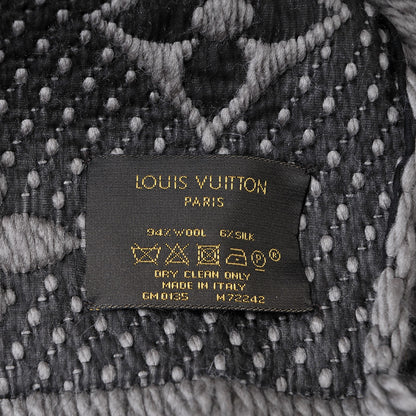 LOUIS VUITTON
PARIS
94% WOOL 6% SILK
P
DRY CLEAN ONLY
MADE IN ITALY
GM0135 M72242